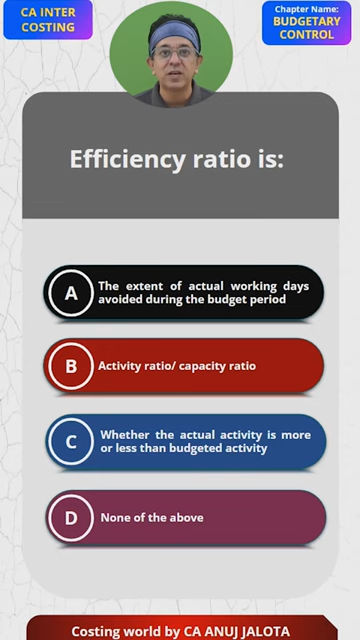 CA INTER
COSTING
Chapter Name:
BUDGETARY
CONTROL
Efficiency ratio is:
A
The extent of actual working days
avoided during the budget period
B
Activity ratio/ capacity ratio
C
Whether the actual activity is more
or less than budgeted activity
D
None of the above
Costing world by CA ANUJ JALOTA